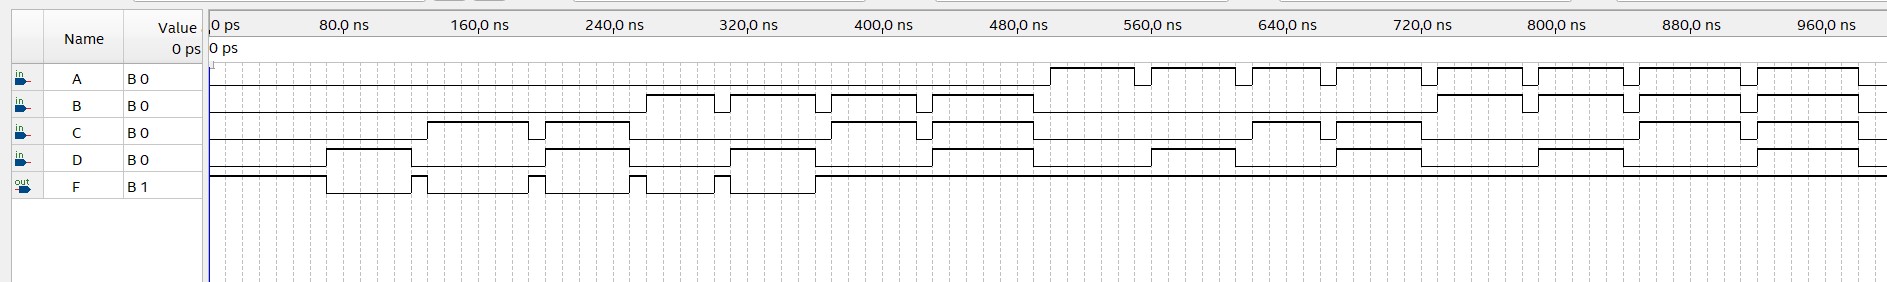 Name Value 0 ps 80.0 ns 160.0 ns 240.0 ns 320.0 ns 400.0 ns 480.0 ns 560.0 ns 640.0 ns 720.0 ns 800.0 ns 880.0 ns 960.0 ns
0 ps 0 ps
in A B 0
in B B 0
in C B 0
in D B 0
out F B 1